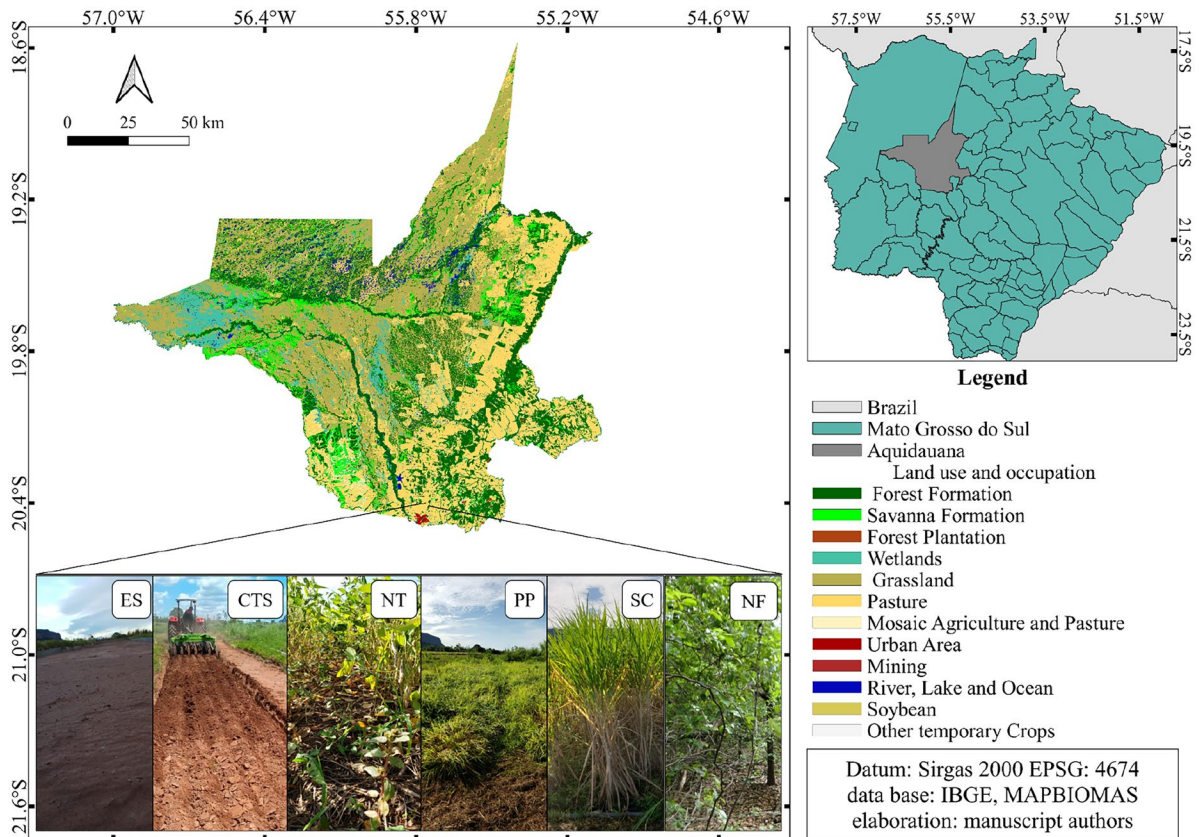 57.0°W 56.4°W 55.8°W 55.2°W 54.6°W
18.6°S
19.2°S
19.8°S
20.4°S
21.0°S
21.6°S
0 25 50 km
ES CTS NT PP SC NF
57.5°W 55.5°W 53.5°W 51.5°W
17.5°S
19.5°S
21.5°S
23.5°S
Legend
Brazil
Mato Grosso do Sul
Aquidauana
Land use and occupation
Forest Formation
Savanna Formation
Forest Plantation
Wetlands
Grassland
Pasture
Mosaic Agriculture and Pasture
Urban Area
Mining
River, Lake and Ocean
Soybean
Other temporary Crops
Datum: Sirgas 2000 EPSG: 4674
data base: IBGE, MAPBIOMAS
elaboration: manuscript authors